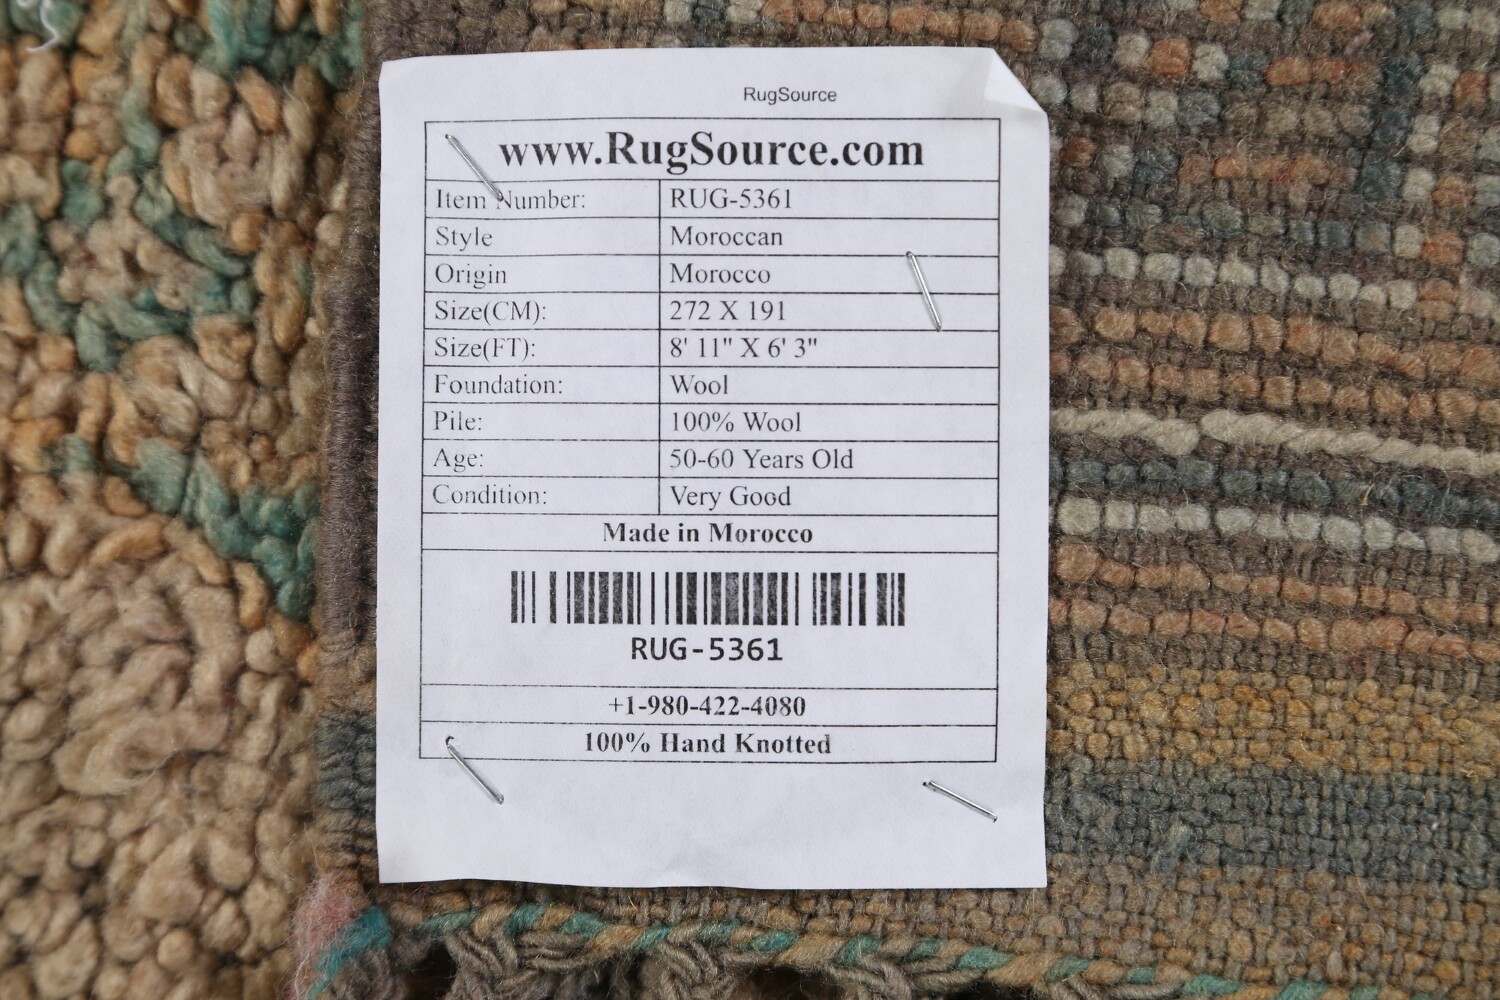 RugSource
www.RugSource.com
Item Number: RUG-5361
Style Moroccan
Origin Morocco
Size(CM): 272 X 191
Size(FT): 8' 11" X 6' 3"
Foundation: Wool
Pile: 100% Wool
Age: 50-60 Years Old
Condition: Very Good
Made in Morocco
RUG-5361
+1-980-422-4080
100% Hand Knotted